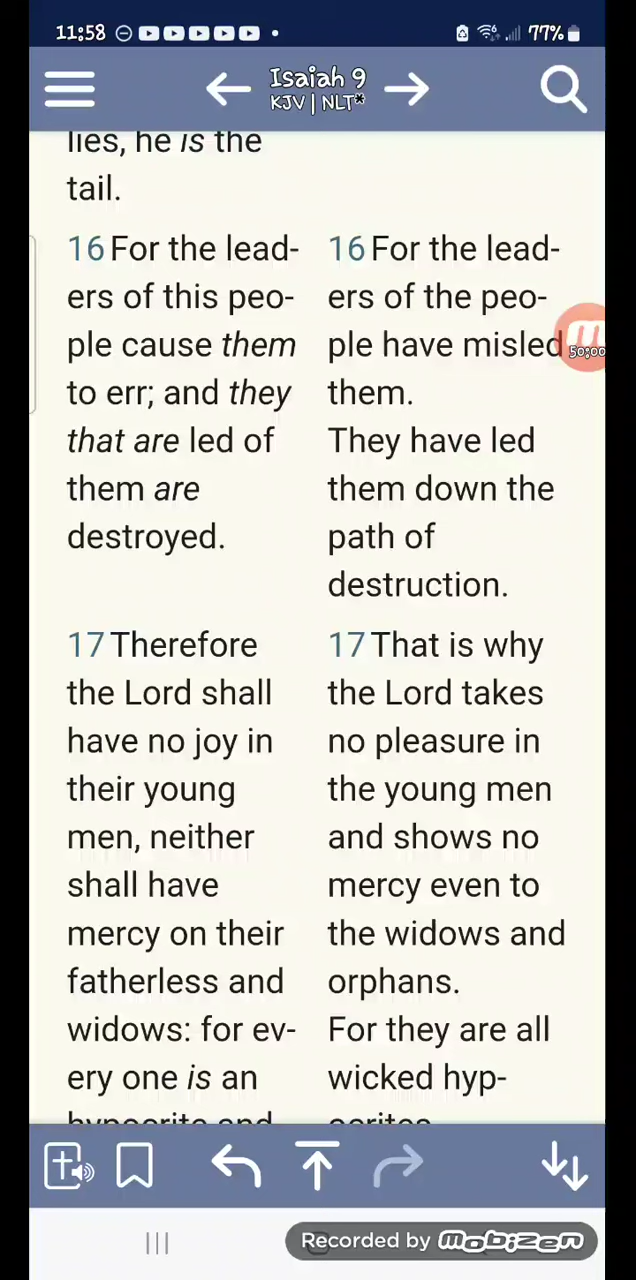 11:58
77%
Isaiah 9
KJV | NLT*
lies, he is the
tail.
16 For the lead-
ers of this peo-
ple cause them
to err; and they
that are led of
them are
destroyed.
17 Therefore
the Lord shall
have no joy in
their young
men, neither
shall have
mercy on their
fatherless and
widows: for ev-
ery one is an
hypocrite and
16 For the lead-
ers of the peo-
ple have misled
them.
They have led
them down the
path of
destruction.
17 That is why
the Lord takes
no pleasure in
the young men
and shows no
mercy even to
the widows and
orphans.
For they are all
wicked hyp-
ocrites
50:00
Recorded by mobizen